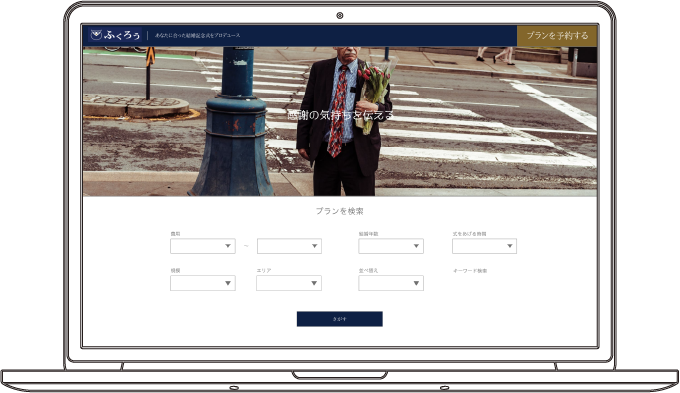 ふくろう
あなたに合った結婚記念式をプロデュース
プランを予約する
感謝の気持ちを伝える
プランを検索
費用
結婚年数
式をあげる時期
~
規模
エリア
並べ替え
キーワード検索
さがす